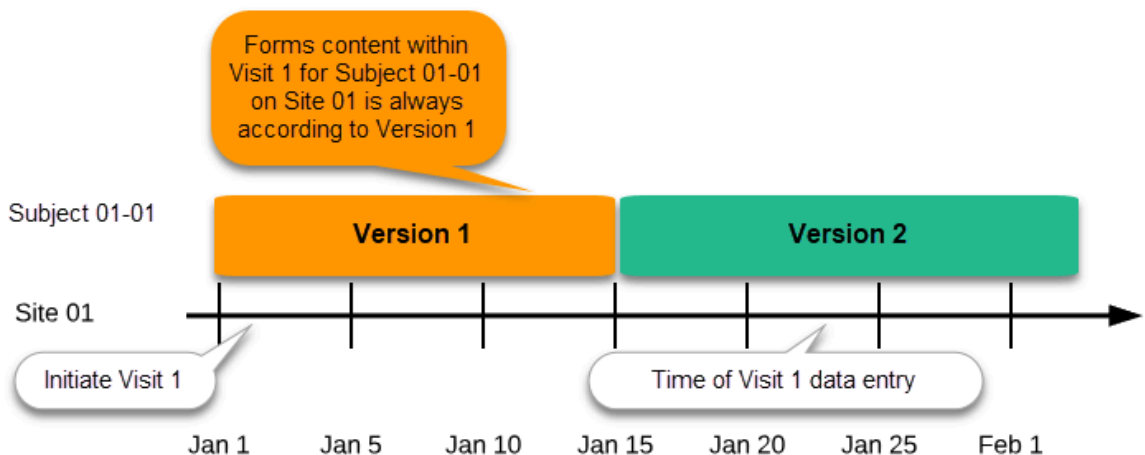 Forms content within
Visit 1 for Subject 01-01
on Site 01 is always
according to Version 1
Subject 01-01
Version 1
Version 2
Site 01
Initiate Visit 1
Time of Visit 1 data entry
Jan 1
Jan 5
Jan 10
Jan 15
Jan 20
Jan 25
Feb 1